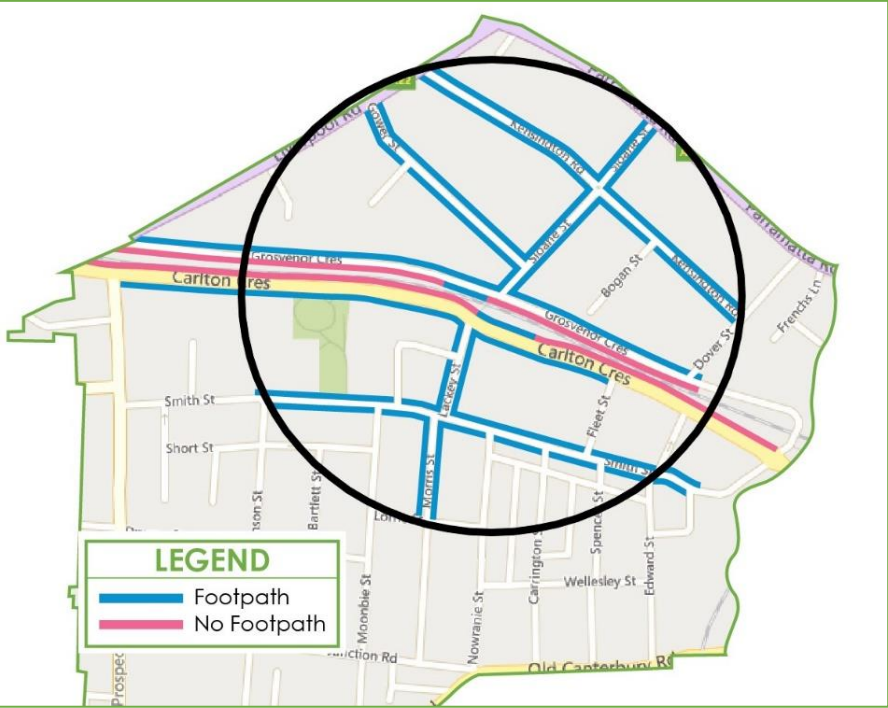 Liverpool Rd
Gower St
Kensington Rd
Sloane St
Parramatta Rd
Sloane St
Bogan St
Kensington Rd
Grosvenor Cres
Carlton Cres
Grosvenor Cres
Frenchs Ln
Dover St
Carlton Cres
Lackey St
Smith St
Fleet St
Short St
Smith St
Morris St
Bartlett St
Spencer St
Carrington
Edward St
Wellesley St
Moonbie St
Nowranie St
Old Canterbury Rd
LEGEND
Footpath
No Footpath